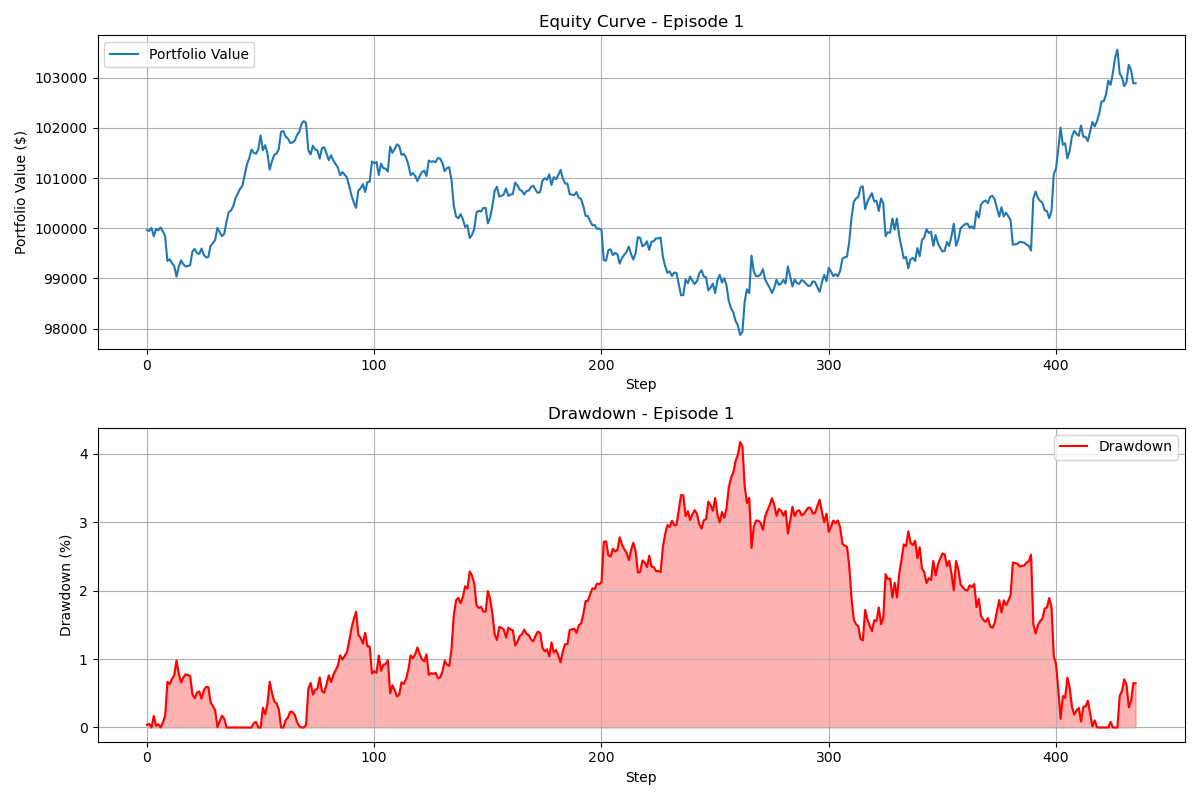 Equity Curve - Episode 1
Portfolio Value
Portfolio Value ($)
103000
102000
101000
100000
99000
98000
0 100 200 300 400
Step
Drawdown - Episode 1
Drawdown
Drawdown (%)
4
3
2
1
0
0 100 200 300 400
Step